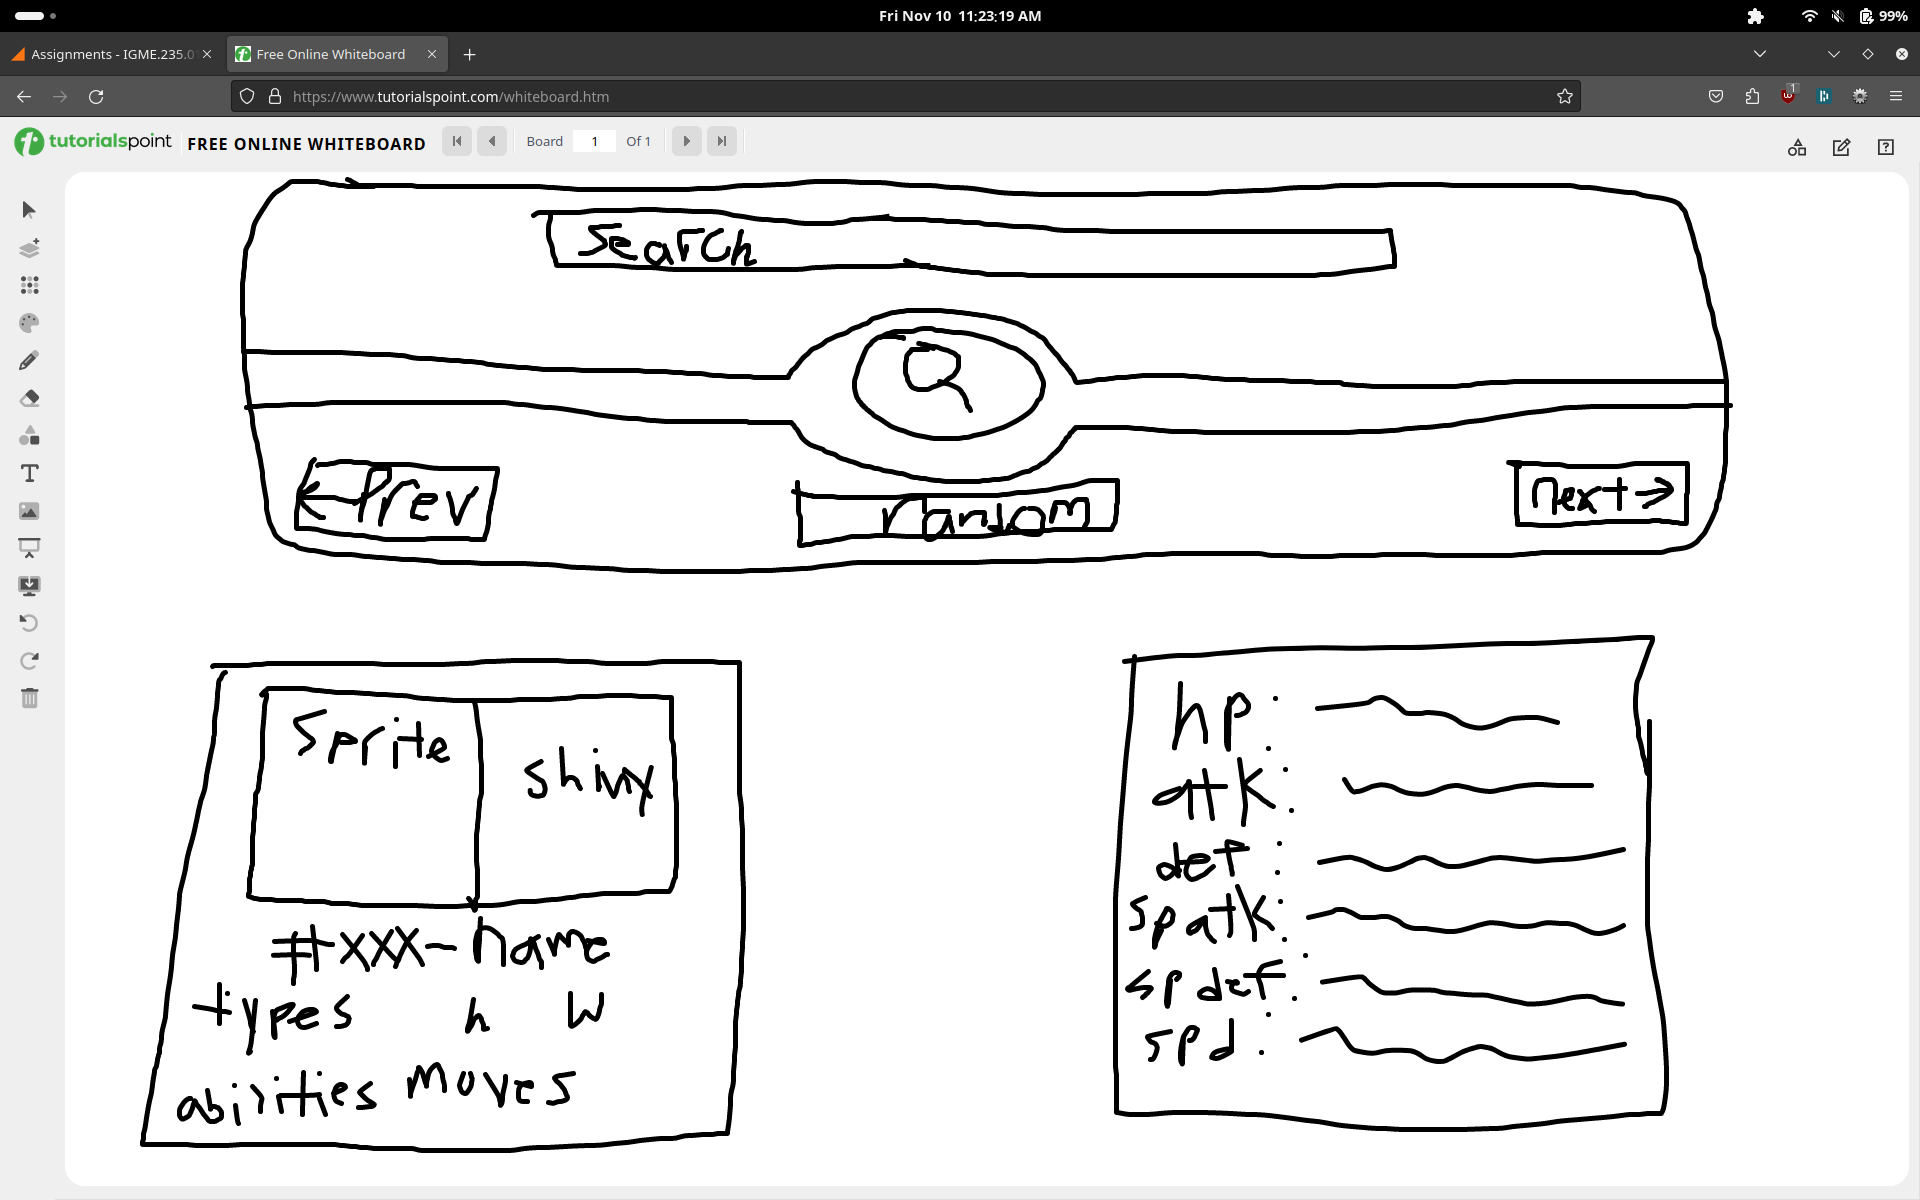 Fri Nov 10 11:23:19 AM
99%
Assignments - IGME.235.0
Free Online Whiteboard
https://www.tutorialspoint.com/whiteboard.htm
1
tutorialspoint FREE ONLINE WHITEBOARD
Board 1 Of 1
Search
←Prev
random
next→
Sprite
shiny
#xxx-name
types h w
abilities moves
hp:
atk:
def:
spatk:
spdef:
spd: